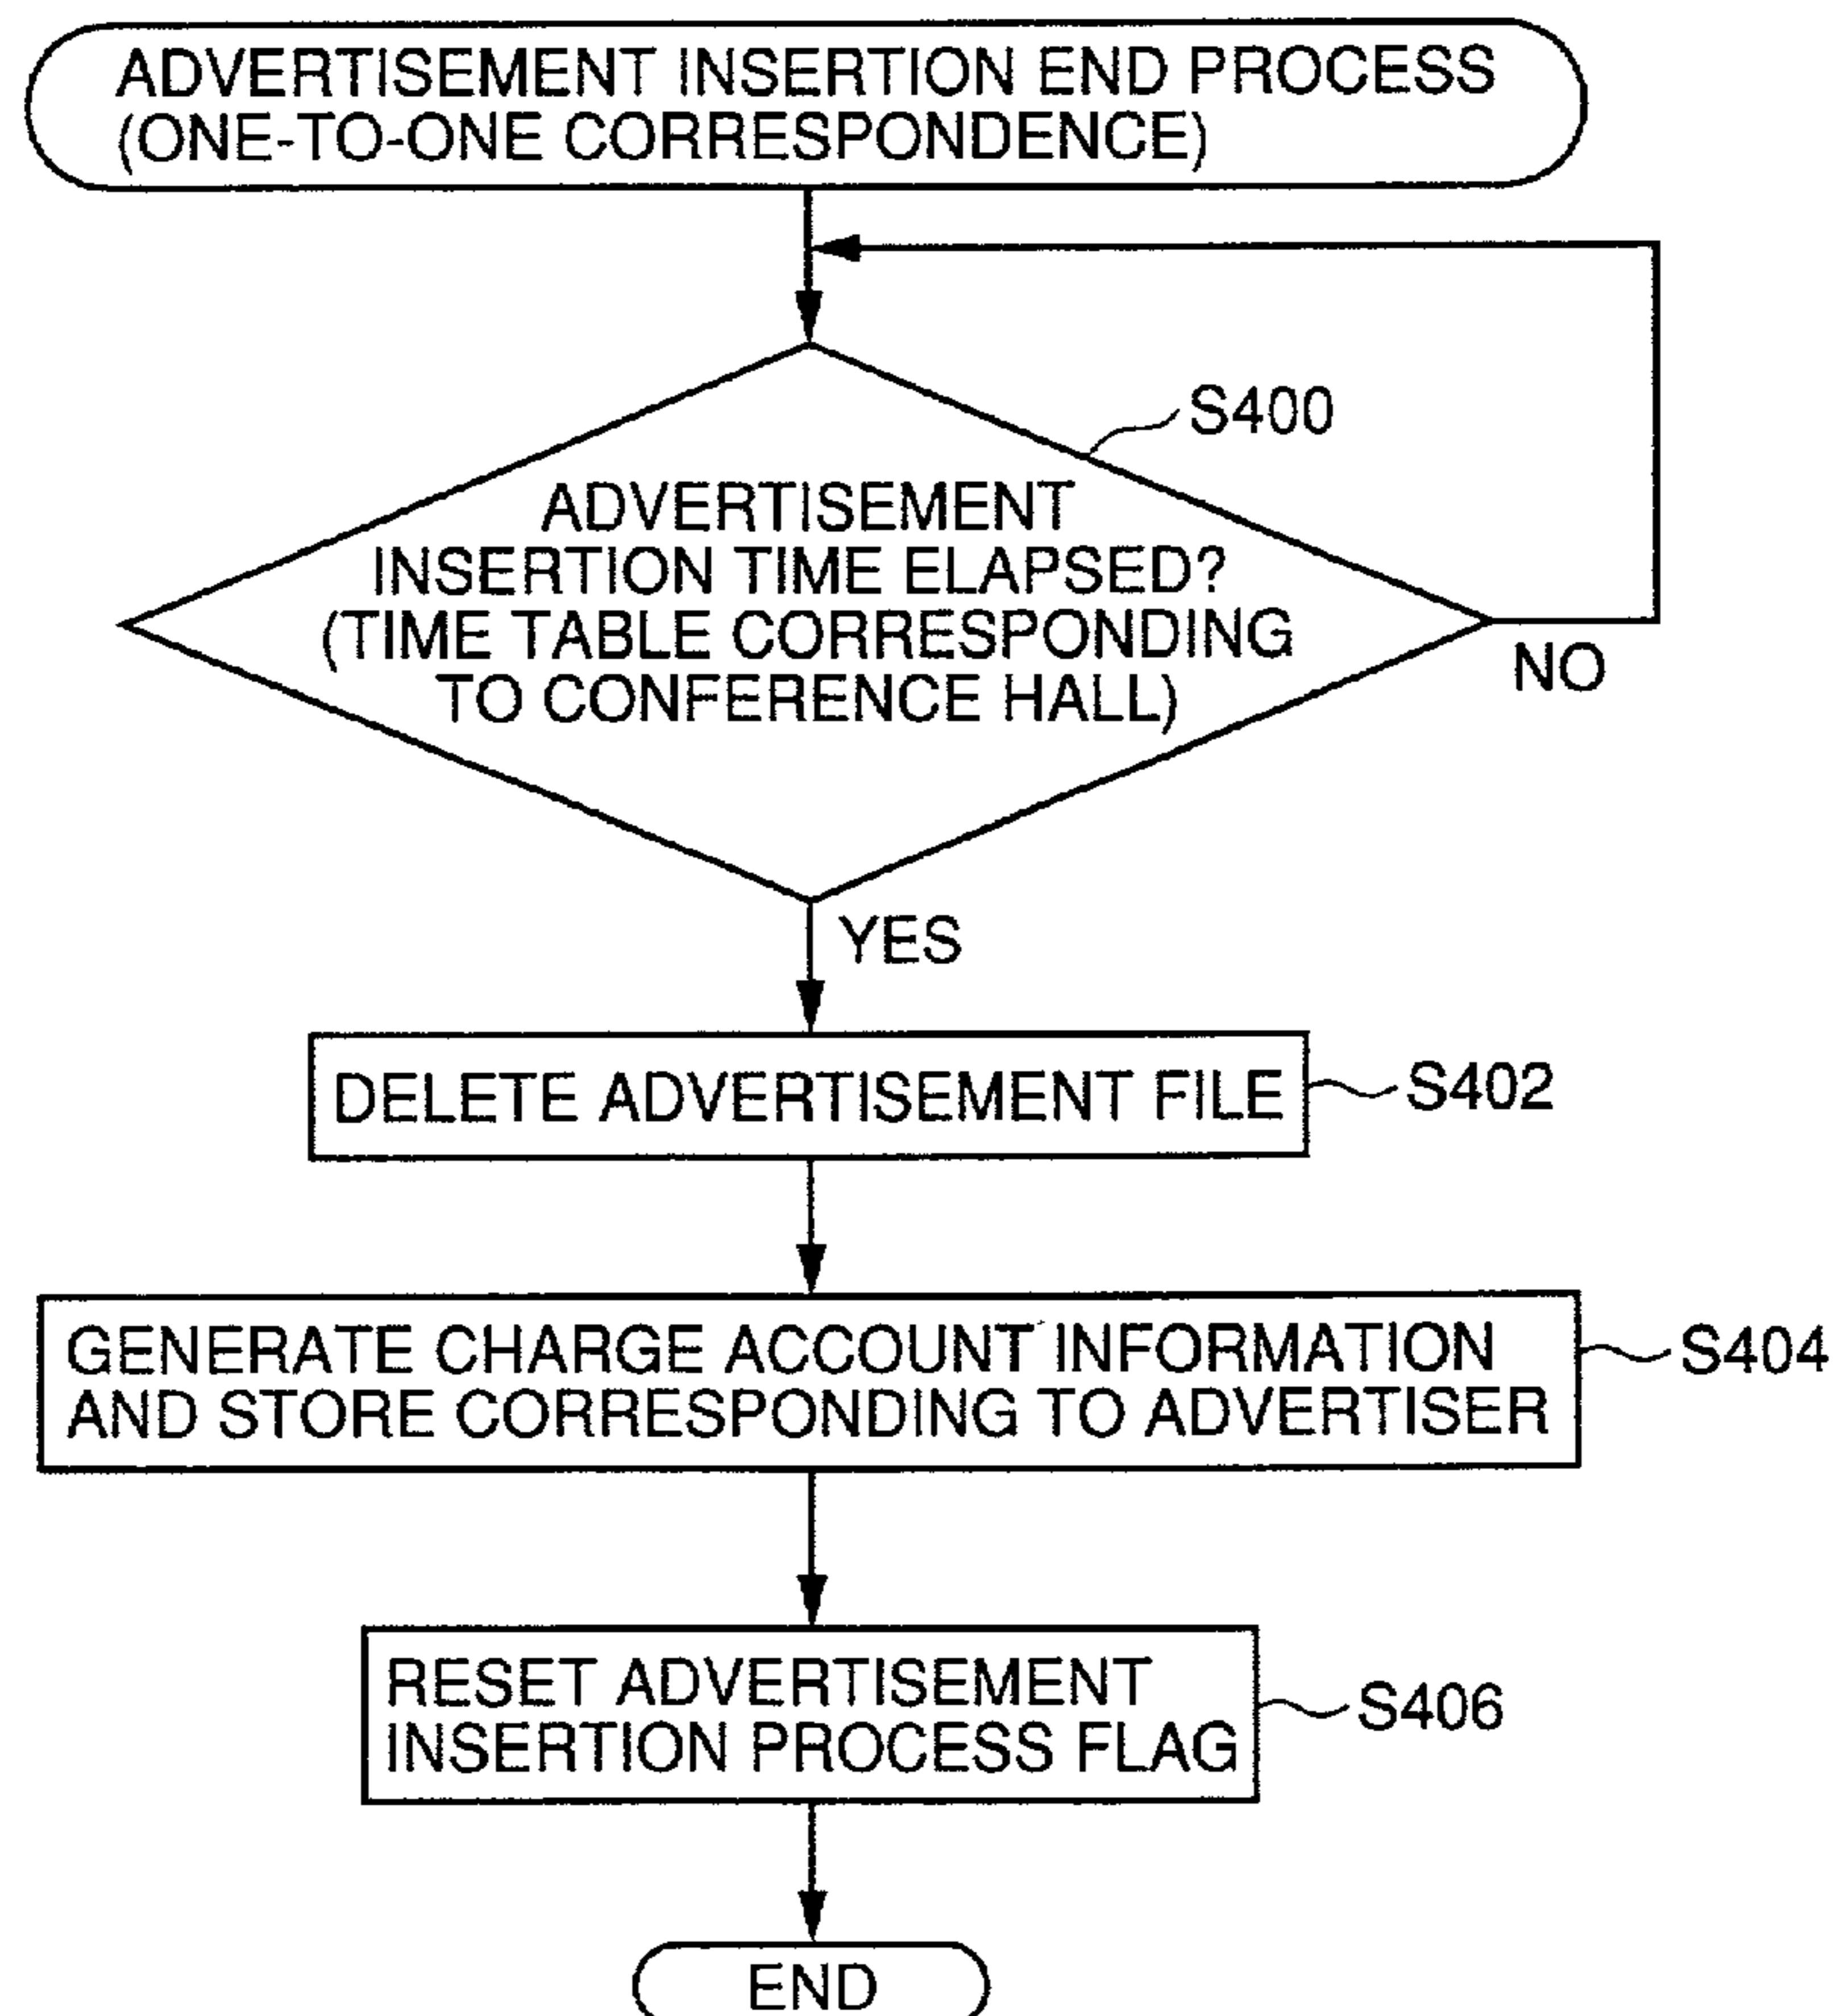 ADVERTISEMENT INSERTION END PROCESS
(ONE-TO-ONE CORRESPONDENCE)
S400
ADVERTISEMENT
INSERTION TIME ELAPSED?
(TIME TABLE CORRESPONDING
TO CONFERENCE HALL)
NO
YES
DELETE ADVERTISEMENT FILE
S402
GENERATE CHARGE ACCOUNT INFORMATION
AND STORE CORRESPONDING TO ADVERTISER
S404
RESET ADVERTISEMENT
INSERTION PROCESS FLAG
S406
END